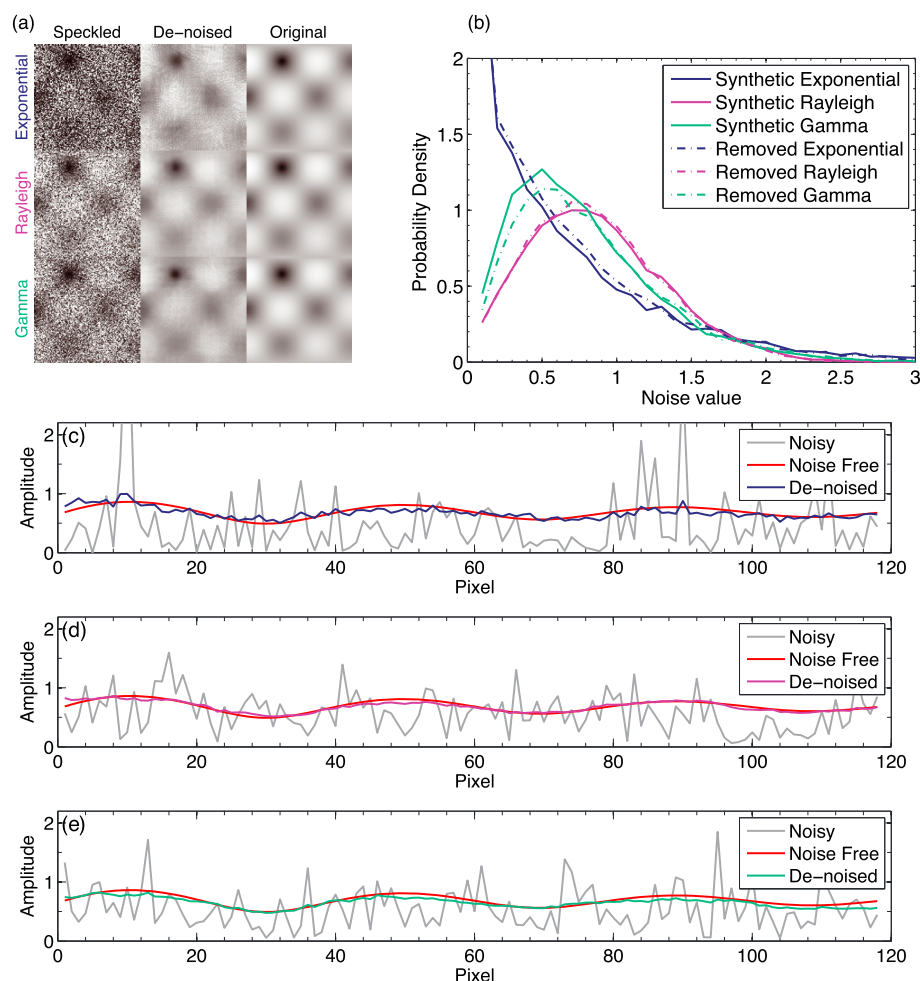 (a)
Speckled De-noised Original
Exponential
Rayleigh
Gamma
(b)
Probability Density
2
1.5
1
0.5
0
0.5 1 1.5 2 2.5 3
Noise value
Synthetic Exponential
Synthetic Rayleigh
Synthetic Gamma
Removed Exponential
Removed Rayleigh
Removed Gamma
(c)
Amplitude
2
1
0
0 20 40 60 80 100 120
Pixel
Noisy
Noise Free
De-noised
(d)
Amplitude
2
1
0
0 20 40 60 80 100 120
Pixel
Noisy
Noise Free
De-noised
(e)
Amplitude
2
1
0
0 20 40 60 80 100 120
Pixel
Noisy
Noise Free
De-noised